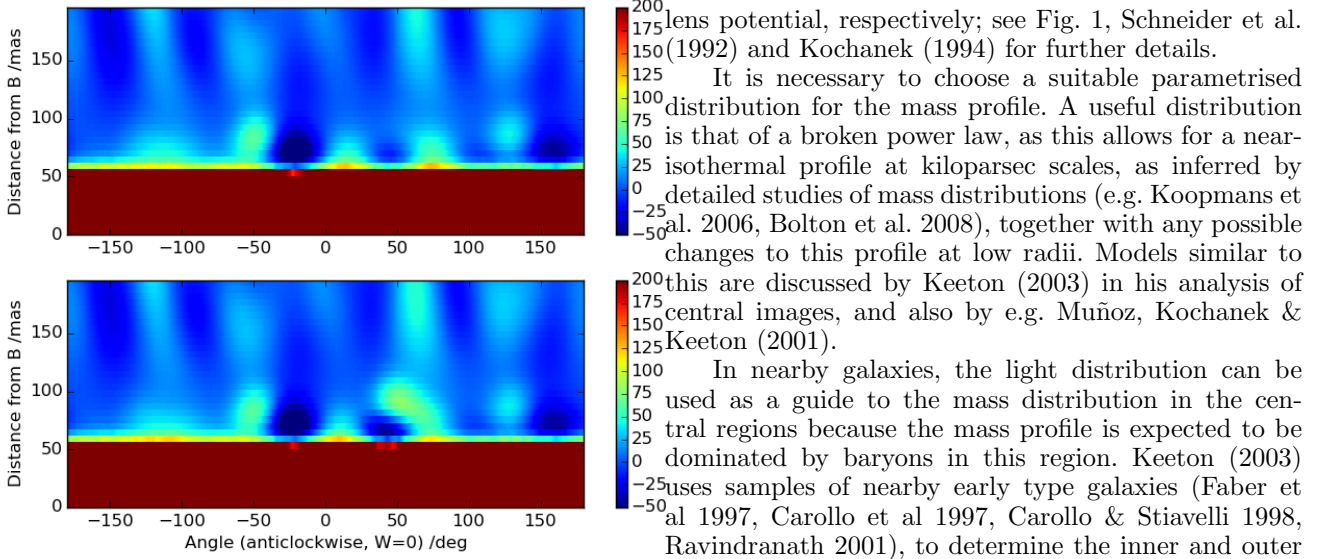 Distance from B /mas
150
100
50
0
−150 −100 −50 0 50 100 150
200
175
150
125
100
75
50
25
0
−25
−50
Distance from B /mas
150
100
50
0
−150 −100 −50 0 50 100 150
Angle (anticlockwise, W=0) /deg
200
175
150
125
100
75
50
25
0
−25
−50
lens potential, respectively; see Fig. 1, Schneider et al.
(1992) and Kochanek (1994) for further details.
It is necessary to choose a suitable parametrised
distribution for the mass profile. A useful distribution
is that of a broken power law, as this allows for a near-
isothermal profile at kiloparsec scales, as inferred by
detailed studies of mass distributions (e.g. Koopmans et
al. 2006, Bolton et al. 2008), together with any possible
changes to this profile at low radii. Models similar to
this are discussed by Keeton (2003) in his analysis of
central images, and also by e.g. Muñoz, Kochanek &
Keeton (2001).
In nearby galaxies, the light distribution can be
used as a guide to the mass distribution in the cen-
tral regions because the mass profile is expected to be
dominated by baryons in this region. Keeton (2003)
uses samples of nearby early type galaxies (Faber et
al 1997, Carollo et al 1997, Carollo & Stiavelli 1998,
Ravindranath 2001), to determine the inner and outer